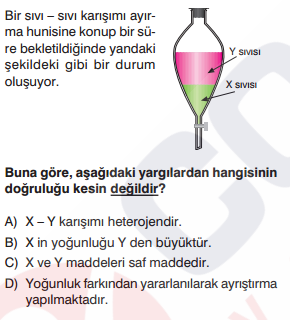 Bir sıvı – sıvı karışımı ayır-
ma hunisine konup bir sü-
re bekletildiğinde yandaki
şekildeki gibi bir durum
oluşuyor.
Y SIVISI
X SIVISI
Buna göre, aşağıdaki yargılardan hangisinin
doğruluğu kesin değildir?
A) X – Y karışımı heterojendir.
B) X in yoğunluğu Y den büyüktür.
C) X ve Y maddeleri saf maddedir.
D) Yoğunluk farkından yararlanılarak ayrıştırma
yapılmaktadır.